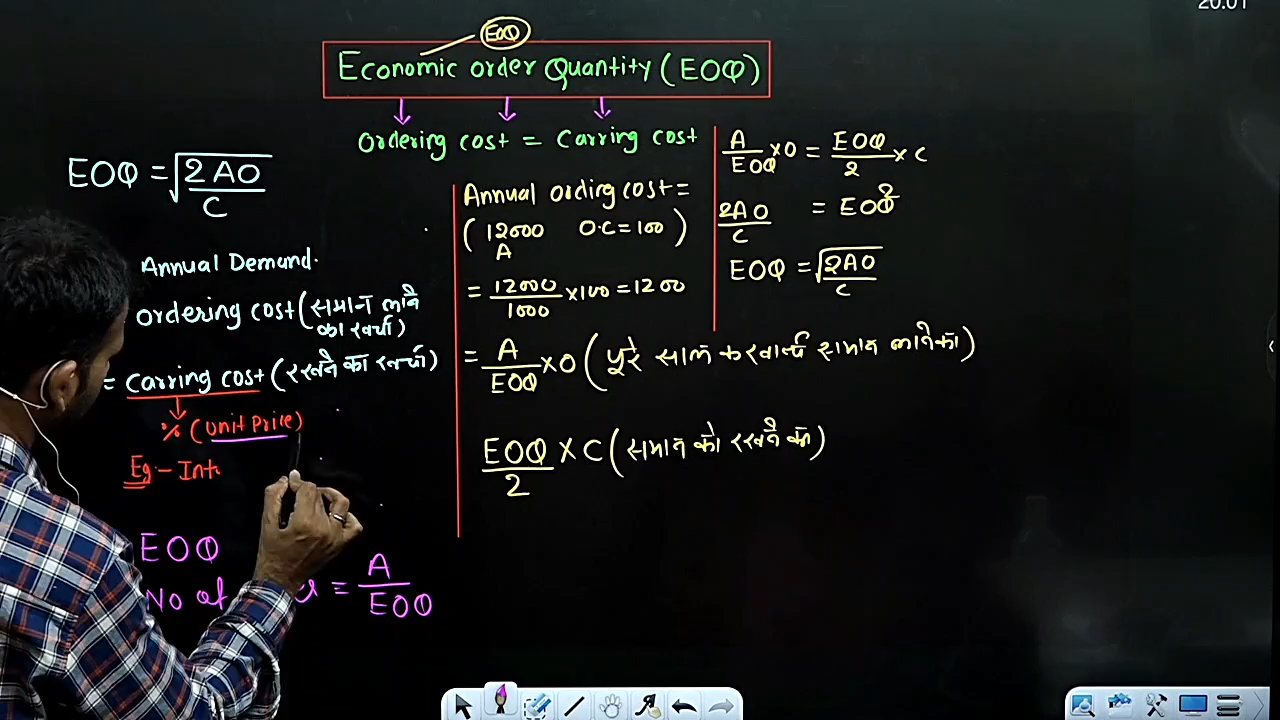 20:01
EOQ
Economic order Quantity (EOQ)
Ordering cost = Carring cost
EOQ = √2AO/C
Annual Demand.
ordering cost (समान लाने
का खर्चा)
= Carring cost (रखने का खर्चा)
% (Unit Price)
Eg - Int
EOQ
No of = A/EOQ
Annual Ording cost =
( 12000 O.C = 100 )
A
= 12000/1000 × 100 = 1200
= A/EOQ × O ( पूरे साल सामान लाने का )
EOQ/2 × C ( समान को रखने का )
A/EOQ × O = EOQ/2 × C
2AO/C = EOQ²
EOQ = √2AO/C